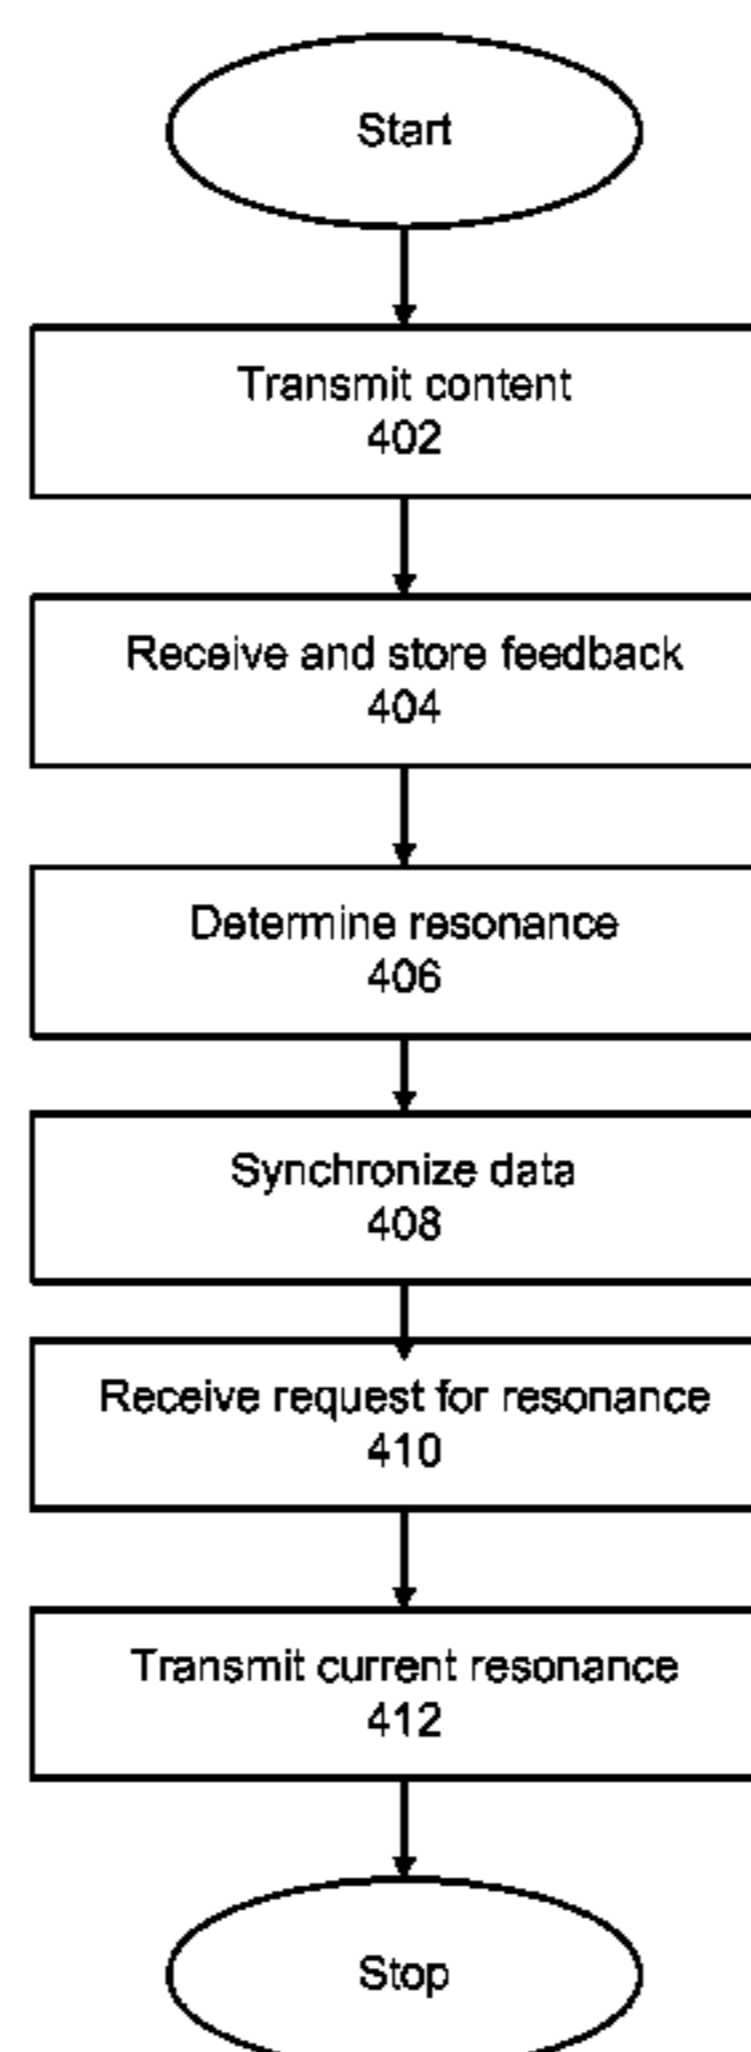 Start
Transmit content
402
Receive and store feedback
404
Determine resonance
406
Synchronize data
408
Receive request for resonance
410
Transmit current resonance
412
Stop